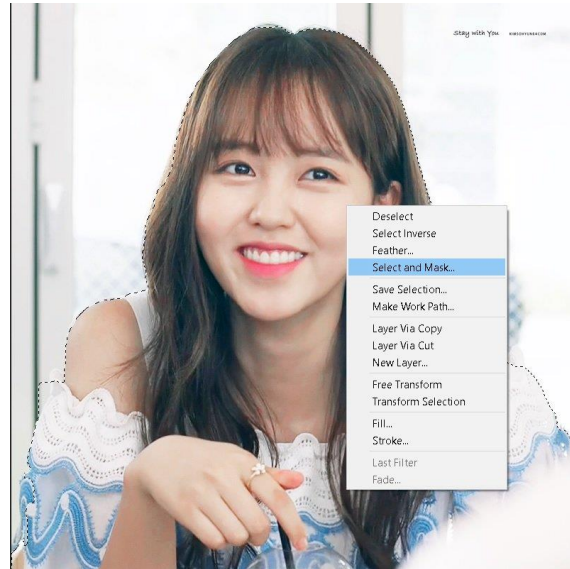 Stay with You
Deselect
Select Inverse
Feather...
Select and Mask...
Save Selection...
Make Work Path...
Layer Via Copy
Layer Via Cut
New Layer...
Free Transform
Transform Selection
Fill...
Stroke...
Last Filter
Fade...